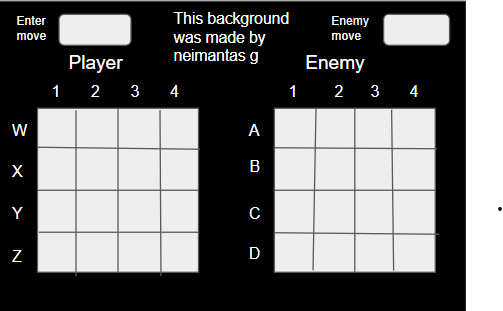 Enter
move
This background
was made by
neimantas g
Enemy
move
Player
Enemy
1 2 3 4
1 2 3 4
W
X
Y
Z
A
B
C
D